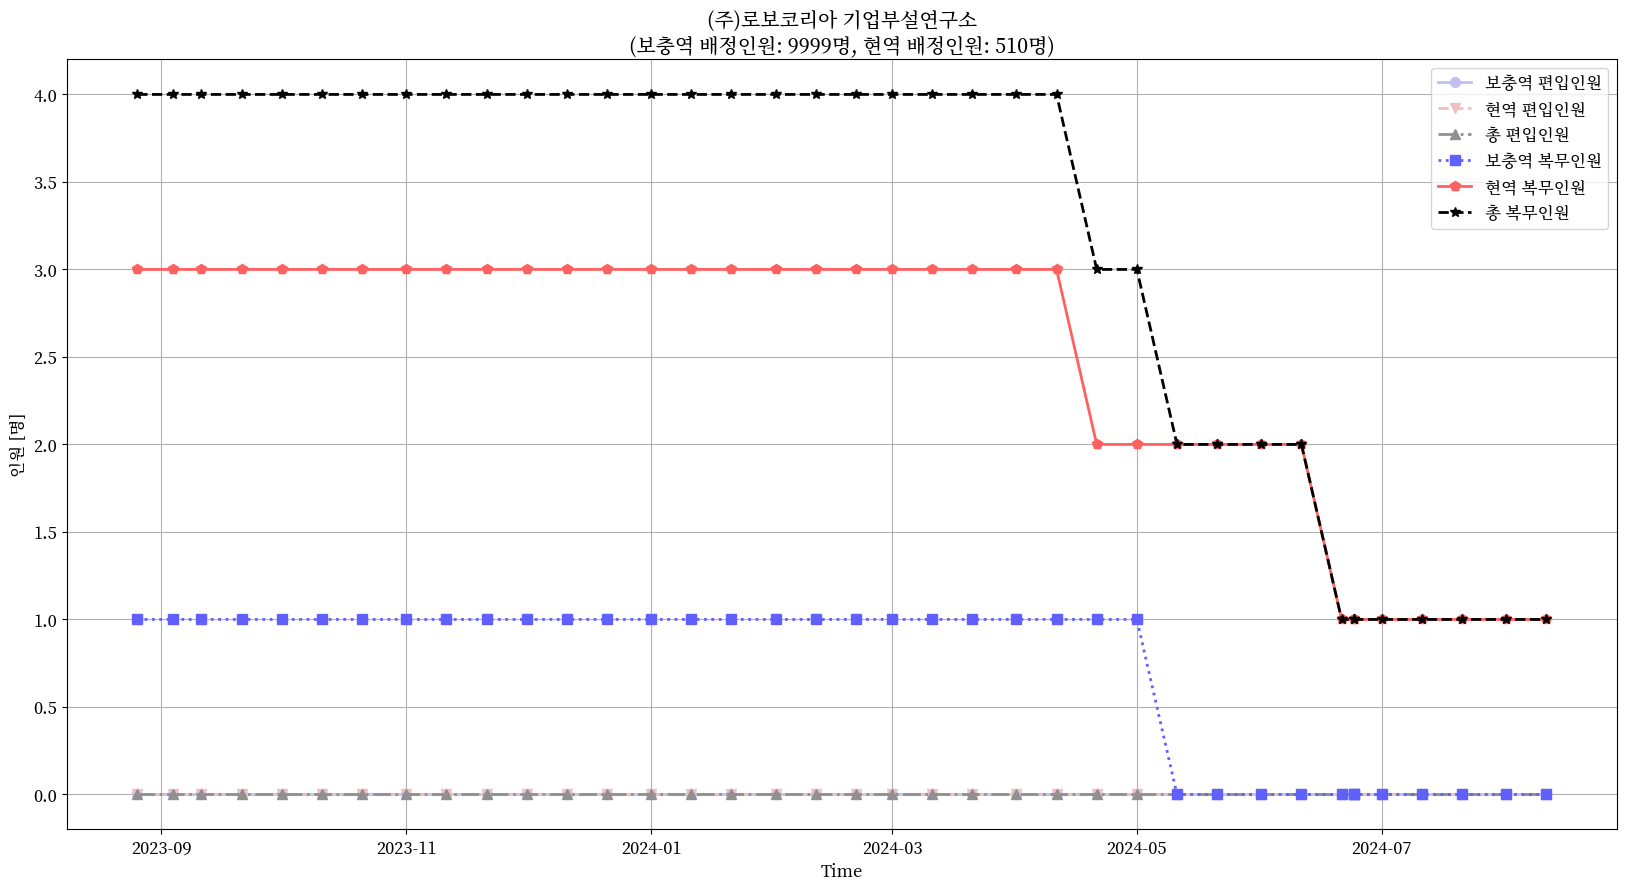 (주)로보코리아 기업부설연구소
(보충역 배정인원: 9999명, 현역 배정인원: 510명)
보충역 편입인원
현역 편입인원
총 편입인원
보충역 복무인원
현역 복무인원
총 복무인원
인원 [명]
4.0
3.5
3.0
2.5
2.0
1.5
1.0
0.5
0.0
2023-09 2023-11 2024-01 2024-03 2024-05 2024-07
Time